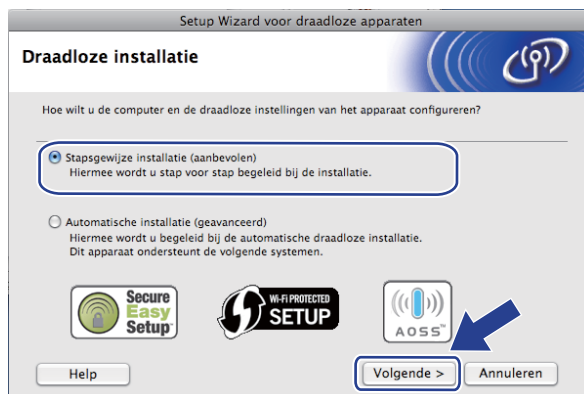 Setup Wizard voor draadloze apparaten
Draadloze installatie
Hoe wilt u de computer en de draadloze instellingen van het apparaat configureren?
Stapsgewijze installatie (aanbevolen)
Hiermee wordt u stap voor stap begeleid bij de installatie.
Automatische installatie (geavanceerd)
Hiermee wordt u begeleid bij de automatische draadloze installatie.
Dit apparaat ondersteunt de volgende systemen.
Secure
Easy
Setup™
Wi-Fi PROTECTED
SETUP
AOSS™
Help
Volgende >
Annuleren